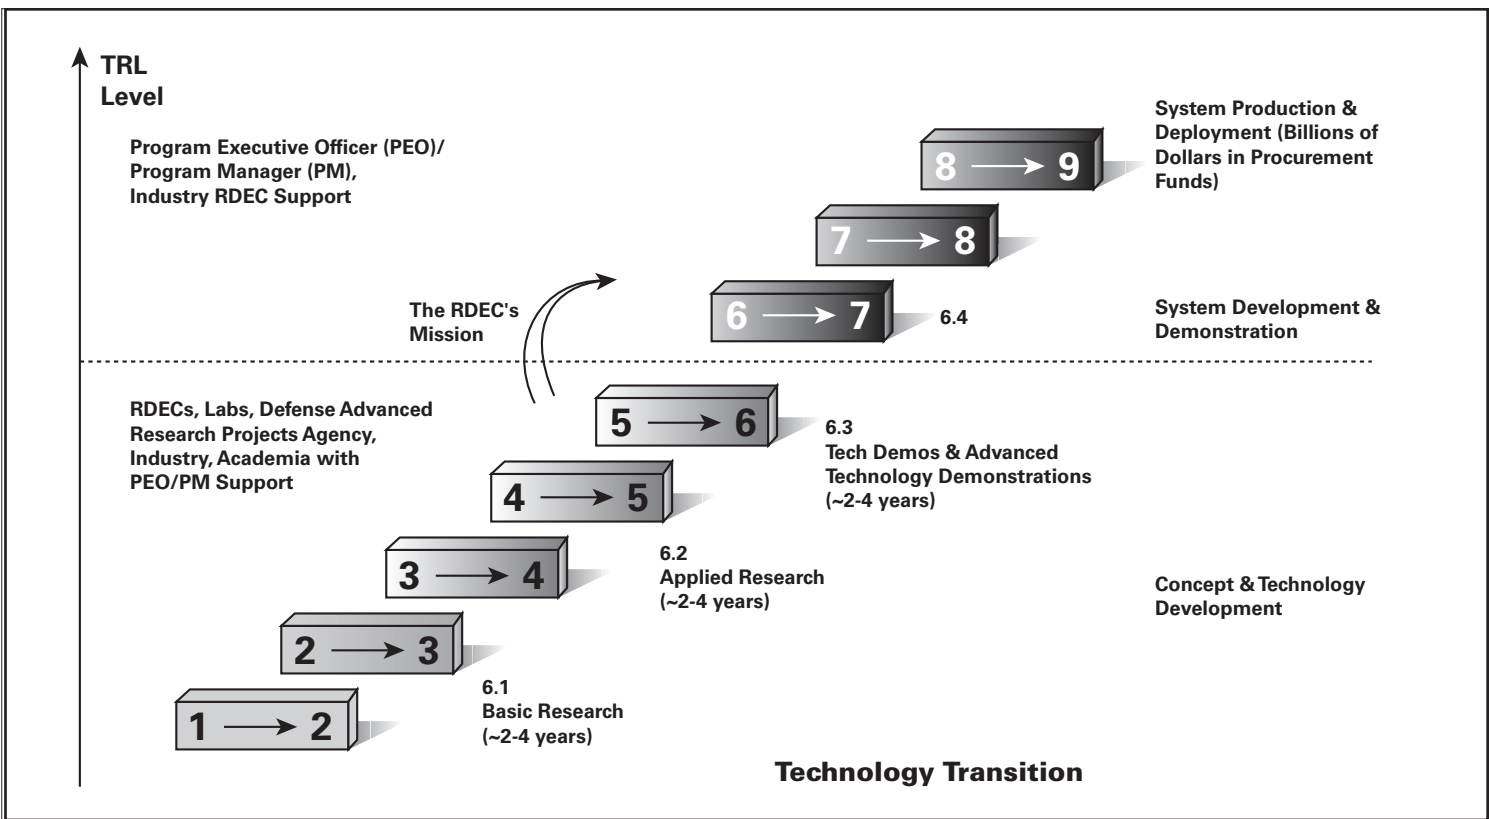 TRL
Level
Program Executive Officer (PEO)/
Program Manager (PM),
Industry RDEC Support
System Production &
Deployment (Billions of
Dollars in Procurement
Funds)
8 → 9
7 → 8
6 → 7
6.4
System Development &
Demonstration
The RDEC's
Mission
RDECs, Labs, Defense Advanced
Research Projects Agency,
Industry, Academia with
PEO/PM Support
5 → 6
6.3
Tech Demos & Advanced
Technology Demonstrations
(~2-4 years)
4 → 5
3 → 4
6.2
Applied Research
(~2-4 years)
Concept & Technology
Development
2 → 3
6.1
Basic Research
(~2-4 years)
1 → 2
Technology Transition